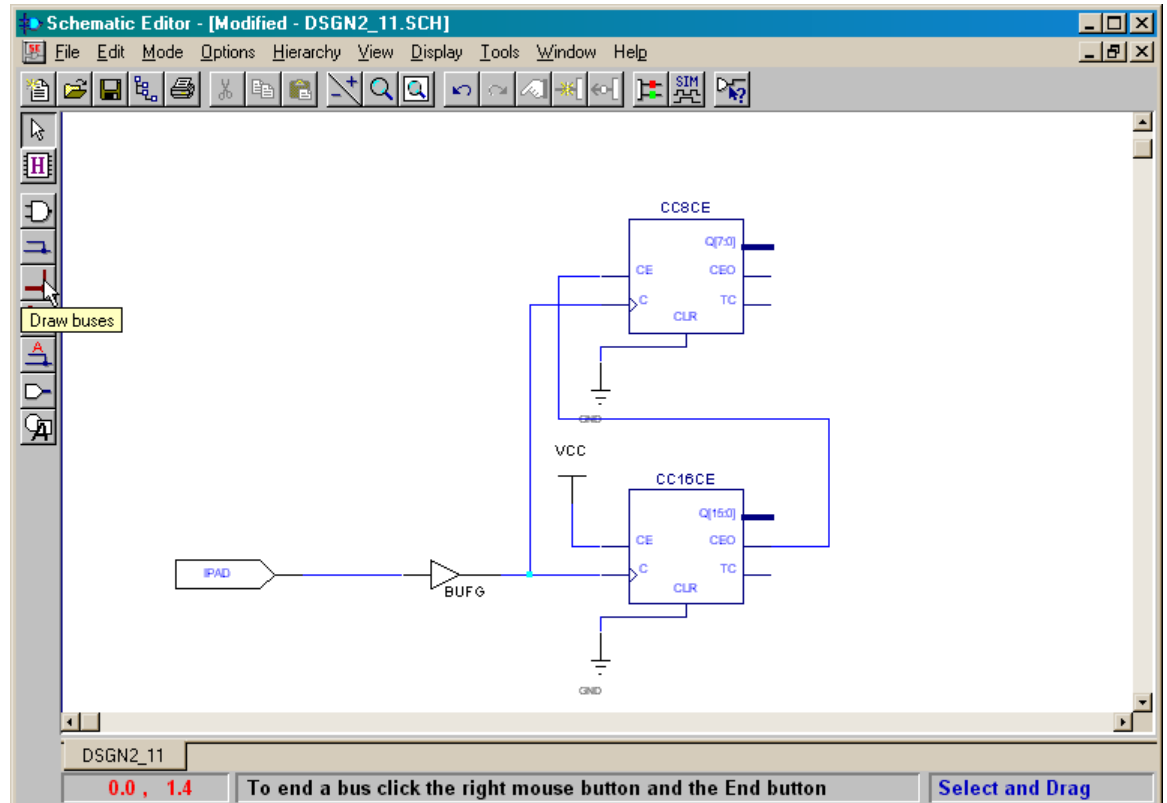 Schematic Editor - [Modified - DSGN2_11.SCH]
File Edit Mode Options Hierarchy View Display Tools Window Help
SIM
H
Draw buses
A
A
CC8CE
Q[7:0]
CE CEO
C TC
CLR
GND
VCC
CC16CE
Q[15:0]
CE CEO
C TC
CLR
IPAD
BUFG
GND
DSGN2_11
0.0 , 1.4 To end a bus click the right mouse button and the End button Select and Drag